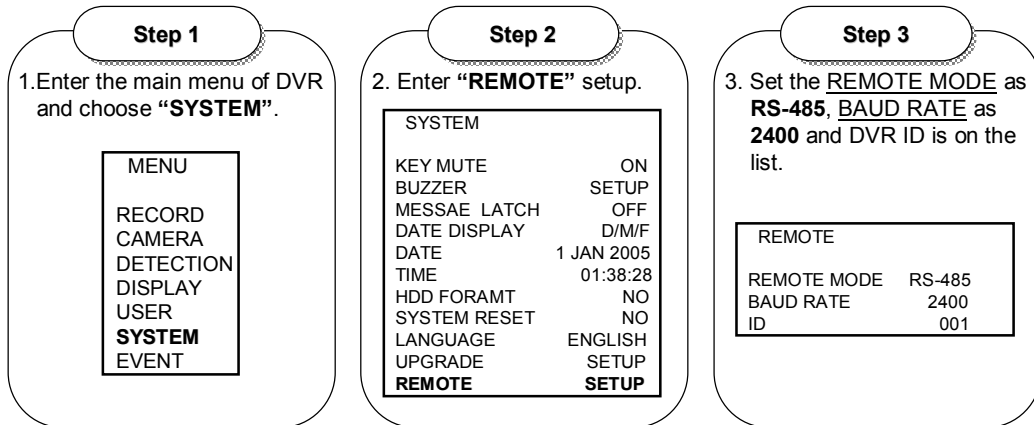 Step 1
1.Enter the main menu of DVR
and choose “SYSTEM”.
MENU
RECORD
CAMERA
DETECTION
DISPLAY
USER
SYSTEM
EVENT
Step 2
2. Enter “REMOTE” setup.
SYSTEM
KEY MUTE ON
BUZZER SETUP
MESSAE LATCH OFF
DATE DISPLAY D/M/F
DATE 1 JAN 2005
TIME 01:38:28
HDD FORAMT NO
SYSTEM RESET NO
LANGUAGE ENGLISH
UPGRADE SETUP
REMOTE SETUP
Step 3
3. Set the REMOTE MODE as
RS-485, BAUD RATE as
2400 and DVR ID is on the
list.
REMOTE
REMOTE MODE RS-485
BAUD RATE 2400
ID 001